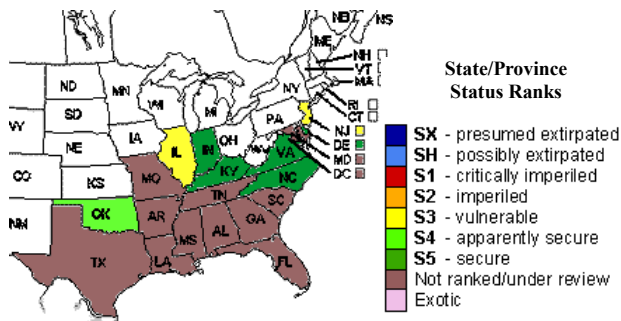 NB
NS
ME
NH
VT
MA
ND
MN
SD
WI
MI
NY
RI
CT
WY
IA
PA
NE
NJ
IL
IN
OH
DE
CO
WV
VA
MD
KS
MO
KY
DC
NC
TN
OK
AR
SC
NM
MS
AL
GA
TX
LA
FL
State/Province
Status Ranks
SX - presumed extirpated
SH - possibly extirpated
S1 - critically imperiled
S2 - imperiled
S3 - vulnerable
S4 - apparently secure
S5 - secure
Not ranked/under review
Exotic